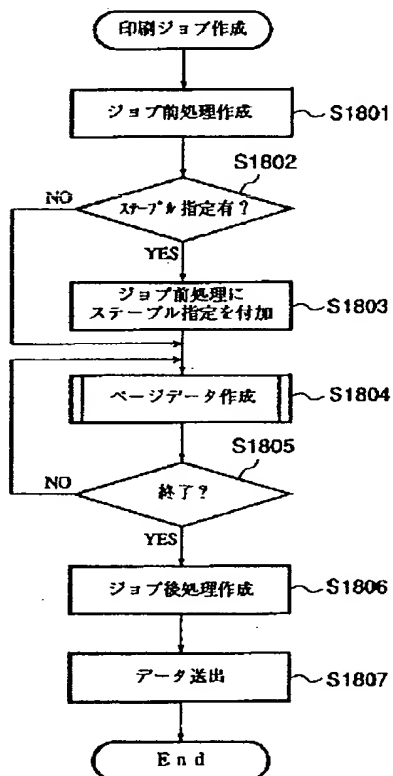 印刷ジョブ作成
ジョブ前処理作成
S1801
S1802
ステープル指定有?
NO
YES
ジョブ前処理に
ステープル指定を付加
S1803
ページデータ作成
S1804
S1805
終了?
NO
YES
ジョブ後処理作成
S1806
データ送出
S1807
End